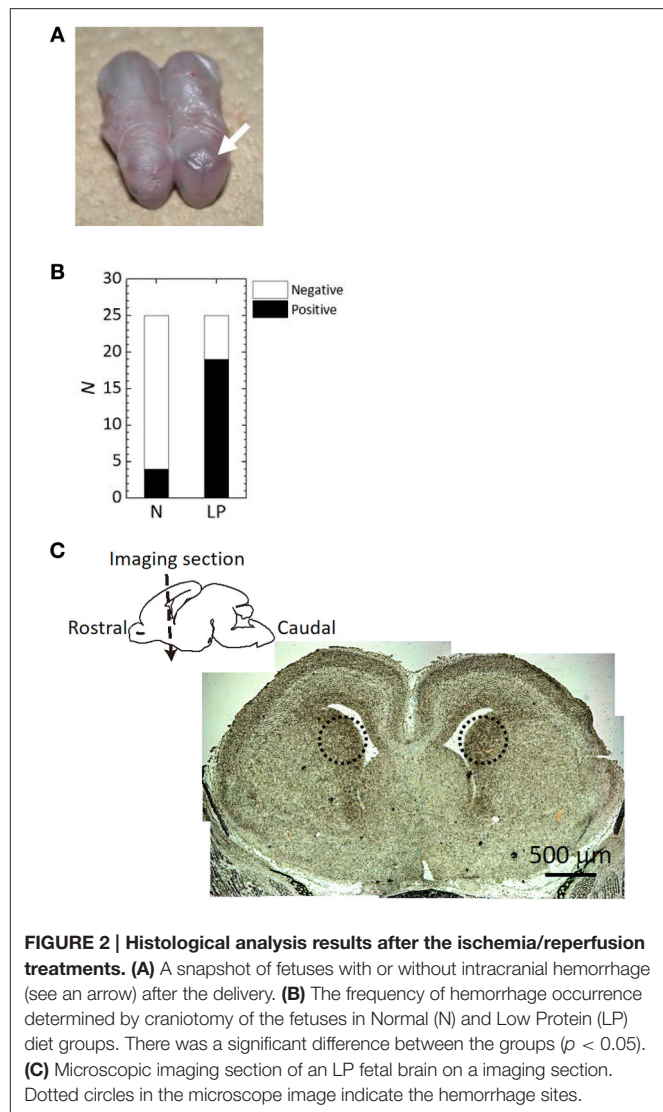 A
B
30
25
20
15
10
5
0
N
N LP
Negative
Positive
C
Imaging section
Rostral Caudal
500 μm
FIGURE 2 | Histological analysis results after the ischemia/reperfusion
treatments. (A) A snapshot of fetuses with or without intracranial hemorrhage
(see an arrow) after the delivery. (B) The frequency of hemorrhage occurrence
determined by craniotomy of the fetuses in Normal (N) and Low Protein (LP)
diet groups. There was a significant difference between the groups (p < 0.05).
(C) Microscopic imaging section of an LP fetal brain on a imaging section.
Dotted circles in the microscope image indicate the hemorrhage sites.